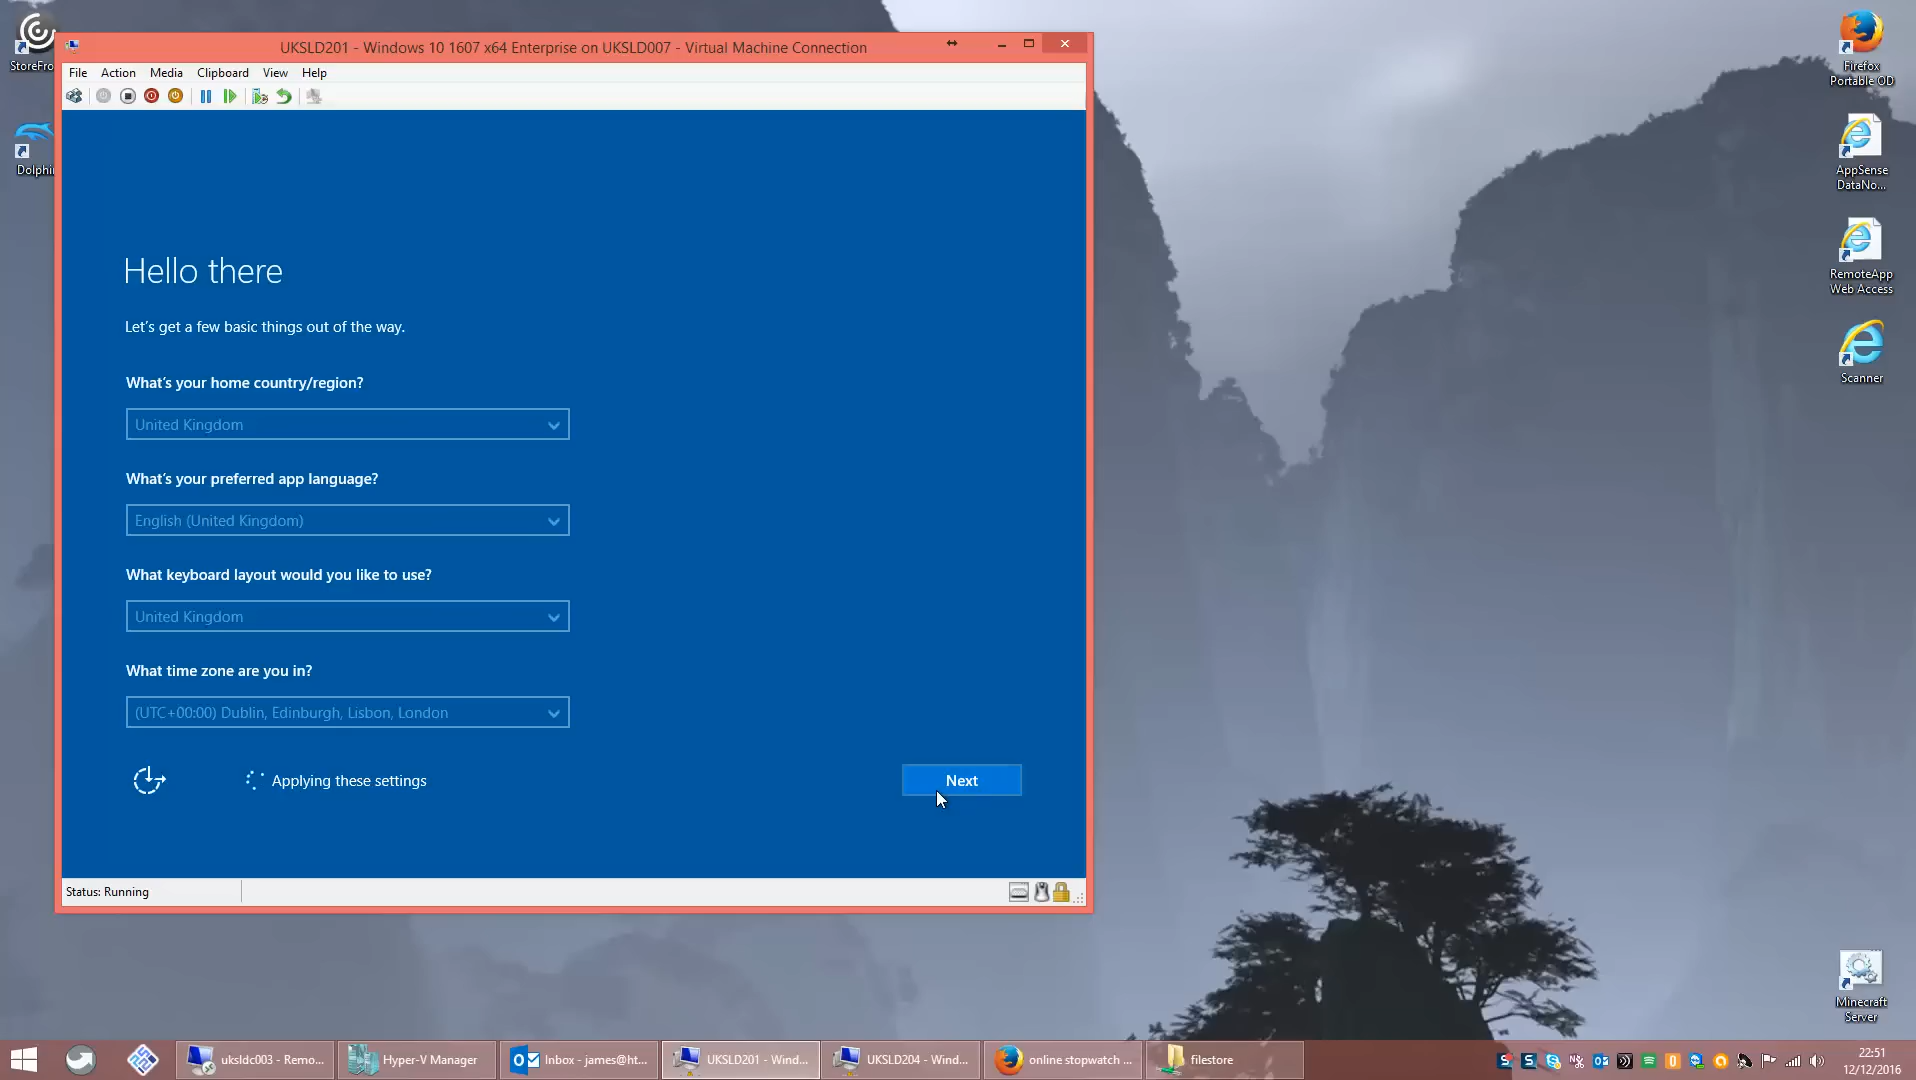 StoreFro
Dolphin
UKSLD201 - Windows 10 1607 x64 Enterprise on UKSLD007 - Virtual Machine Connection
File Action Media Clipboard View Help
Hello there
Let's get a few basic things out of the way.
What's your home country/region?
United Kingdom
What's your preferred app language?
English (United Kingdom)
What keyboard layout would you like to use?
United Kingdom
What time zone are you in?
(UTC+00:00) Dublin, Edinburgh, Lisbon, London
Applying these settings
Next
Status: Running
Firefox
Portable OD
AppSense
DataNo...
RemoteApp
Web Access
Scanner
Minecraft
Server
uksldc003 - Remo...
Hyper-V Manager
Inbox - james@ht...
UKSLD201 - Wind...
UKSLD204 - Wind...
online stopwatch ...
filestore
22:51
12/12/2016